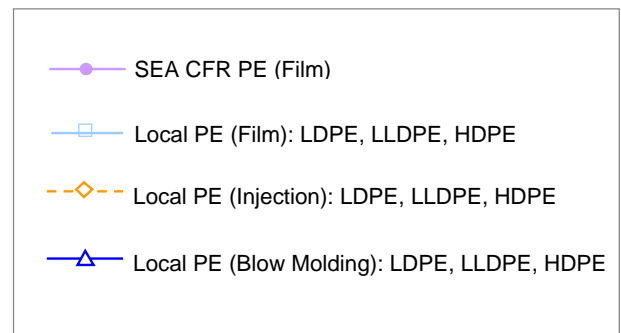 SEA CFR PE (Film)
Local PE (Film): LDPE, LLDPE, HDPE
Local PE (Injection): LDPE, LLDPE, HDPE
Local PE (Blow Molding): LDPE, LLDPE, HDPE